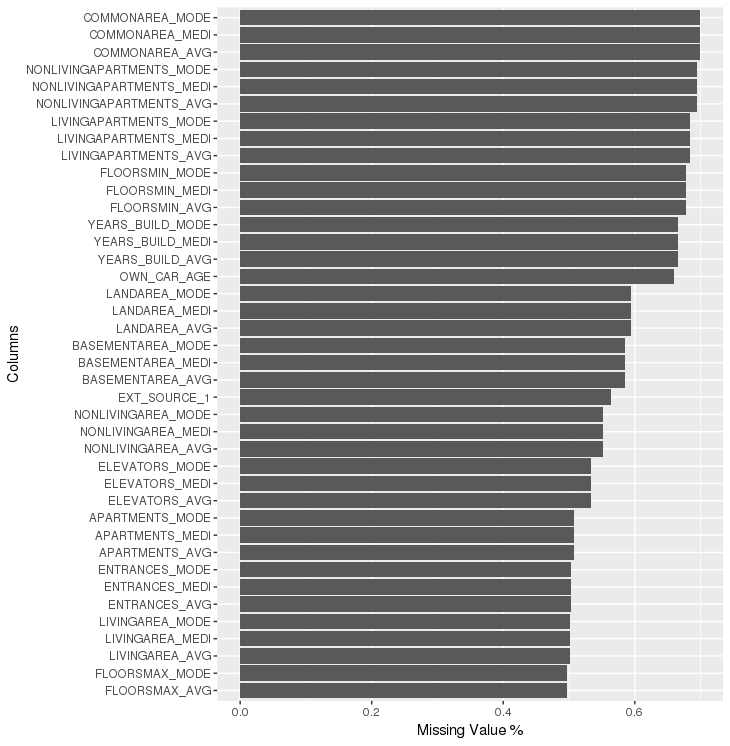 COMMONAREA_MODE
COMMONAREA_MEDI
COMMONAREA_AVG
NONLIVINGAPARTMENTS_MODE
NONLIVINGAPARTMENTS_MEDI
NONLIVINGAPARTMENTS_AVG
LIVINGAPARTMENTS_MODE
LIVINGAPARTMENTS_MEDI
LIVINGAPARTMENTS_AVG
FLOORSMIN_MODE
FLOORSMIN_MEDI
FLOORSMIN_AVG
YEARS_BUILD_MODE
YEARS_BUILD_MEDI
YEARS_BUILD_AVG
OWN_CAR_AGE
LANDAREA_MODE
LANDAREA_MEDI
LANDAREA_AVG
BASEMENTAREA_MODE
BASEMENTAREA_MEDI
BASEMENTAREA_AVG
EXT_SOURCE_1
NONLIVINGAREA_MODE
NONLIVINGAREA_MEDI
NONLIVINGAREA_AVG
ELEVATORS_MODE
ELEVATORS_MEDI
ELEVATORS_AVG
APARTMENTS_MODE
APARTMENTS_MEDI
APARTMENTS_AVG
ENTRANCES_MODE
ENTRANCES_MEDI
ENTRANCES_AVG
LIVINGAREA_MODE
LIVINGAREA_MEDI
LIVINGAREA_AVG
FLOORSMAX_MODE
FLOORSMAX_AVG
Columns
0.0 0.2 0.4 0.6
Missing Value %